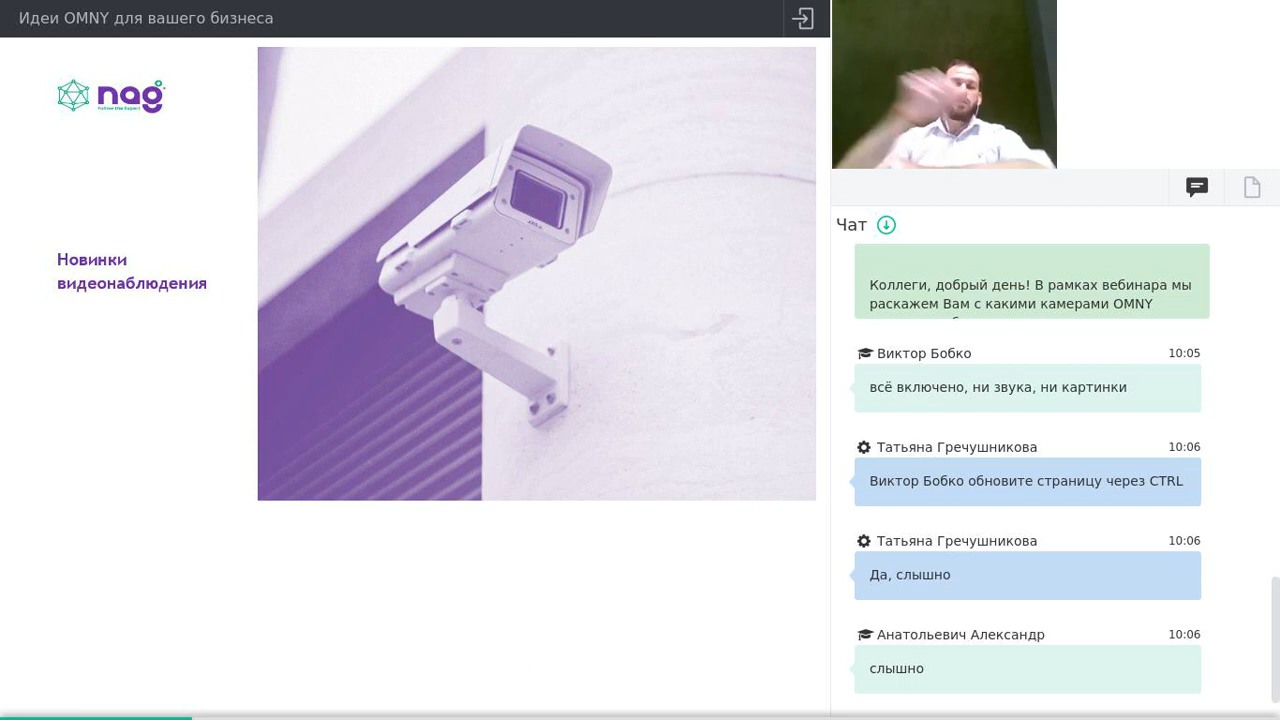 Идеи OMNY для вашего бизнеса
nag
Новинки
видеонаблюдения
Чат
Коллеги, добрый день! В рамках вебинара мы
раскажем Вам с какими камерами OMNY
Виктор Бобко 10:05
всё включено, ни звука, ни картинки
Татьяна Гречушникова 10:06
Виктор Бобко обновите страницу через CTRL
Татьяна Гречушникова 10:06
Да, слышно
Анатольевич Александр 10:06
слышно